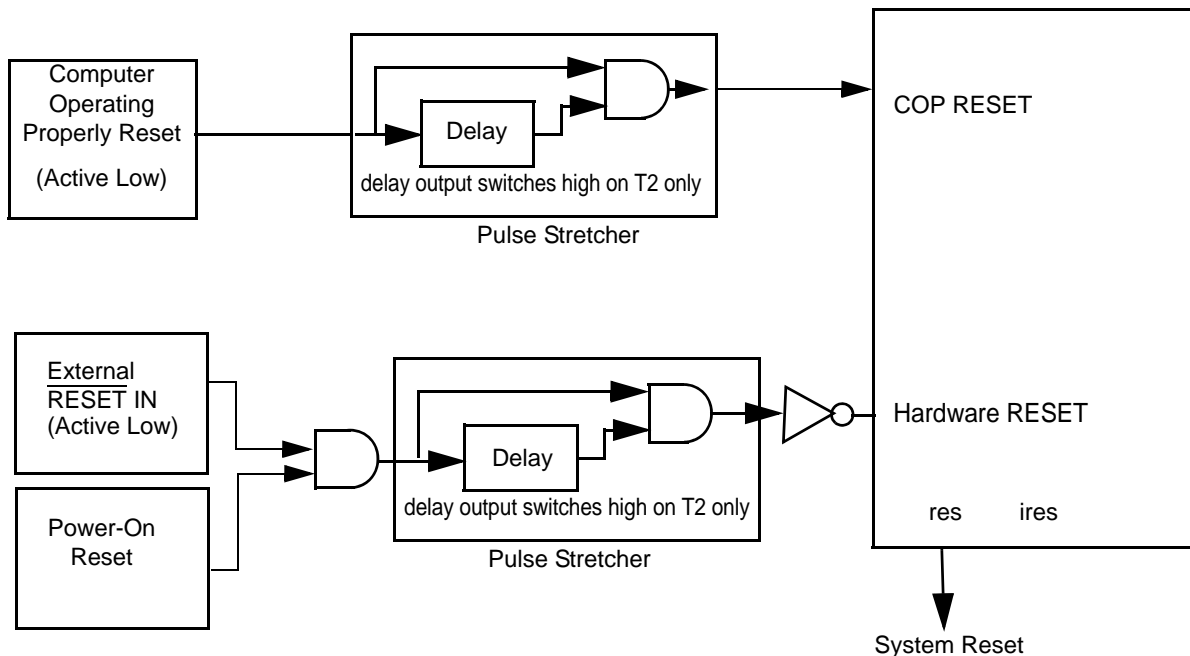 Computer
Operating
Properly Reset
(Active Low)
Delay
delay output switches high on T2 only
Pulse Stretcher
COP RESET
External
RESET IN
(Active Low)
Power-On
Reset
Delay
delay output switches high on T2 only
Pulse Stretcher
Hardware RESET
res ires
System Reset